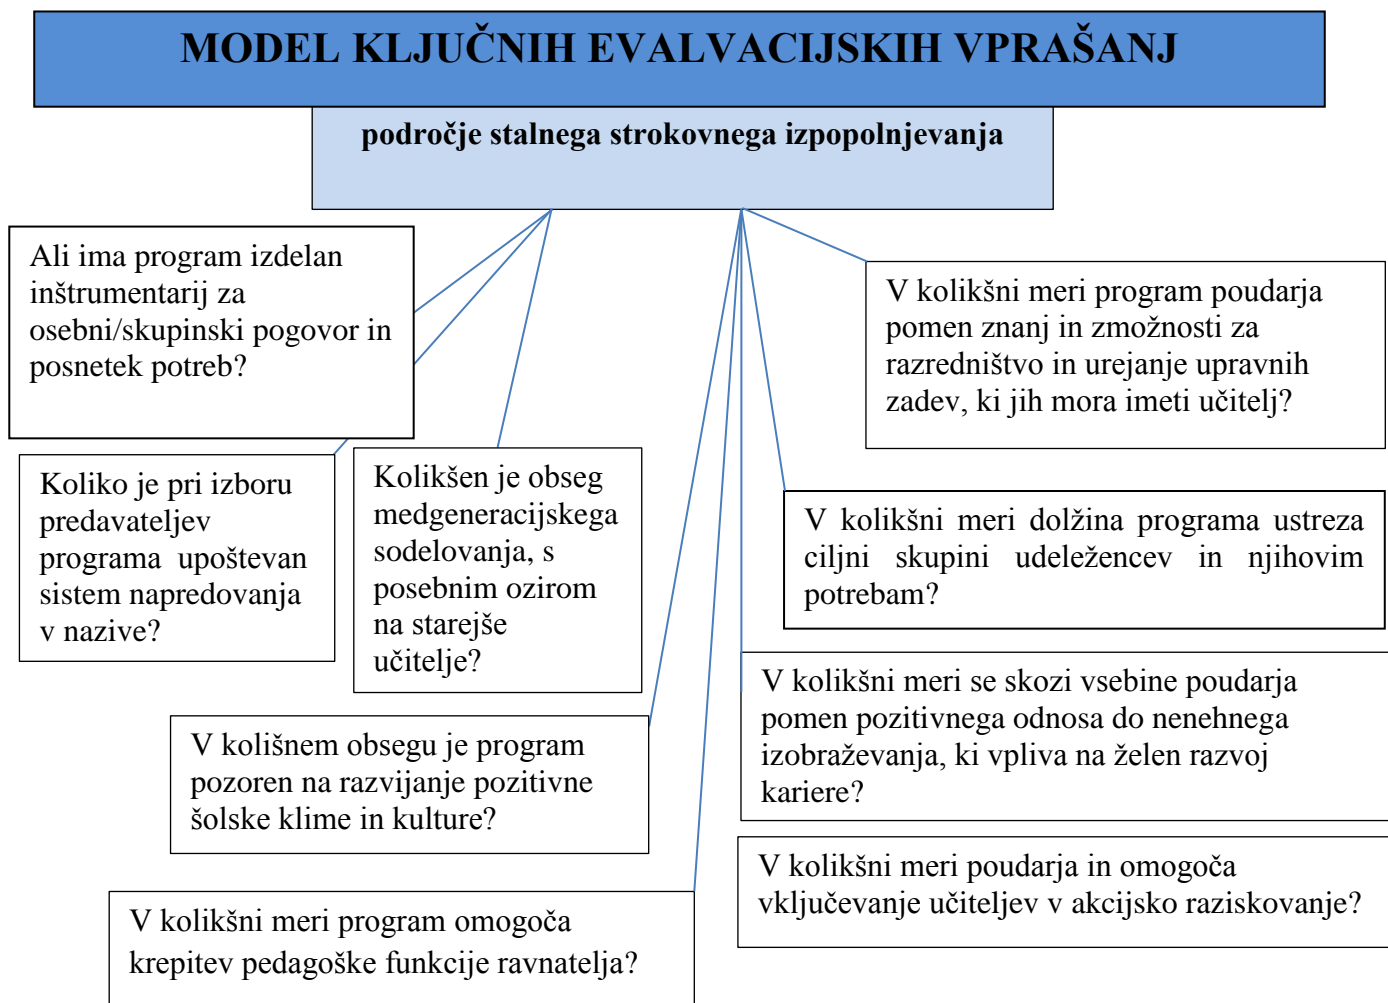 MODEL KLJUČNIH EVALVACIJSKIH VPRAŠANJ
področje stalnega strokovnega izpopolnjevanja
Ali ima program izdelan
inštrumentarij za
osebni/skupinski pogovor in
posnetek potreb?
V kolikšni meri program poudarja
pomen znanj in zmožnosti za
razredništvo in urejanje upravnih
zadev, ki jih mora imeti učitelj?
Koliko je pri izboru
predavateljev
programa upoštevan
sistem napredovanja
v nazive?
Kolikšen je obseg
medgeneracijskega
sodelovanja, s
posebnim ozirom
na starejše
učitelje?
V kolikšni meri dolžina programa ustreza
ciljni skupini udeležencev in njihovim
potrebam?
V kolikšni meri se skozi vsebine poudarja
pomen pozitivnega odnosa do nenehnega
izobraževanja, ki vpliva na želen razvoj
kariere?
V kolišnem obsegu je program
pozoren na razvijanje pozitivne
šolske klime in kulture?
V kolikšni meri poudarja in omogoča
vključevanje učiteljev v akcijsko raziskovanje?
V kolikšni meri program omogoča
krepitev pedagoške funkcije ravnatelja?